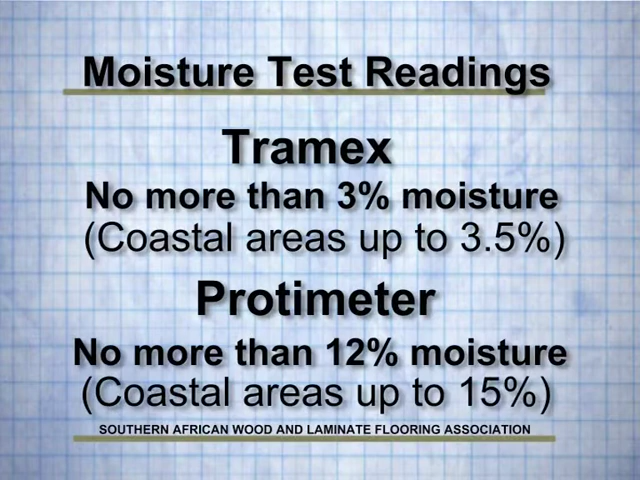 Moisture Test Readings
Tramex
No more than 3% moisture
(Coastal areas up to 3.5%)
Protimeter
No more than 12% moisture
(Coastal areas up to 15%)
SOUTHERN AFRICAN WOOD AND LAMINATE FLOORING ASSOCIATION